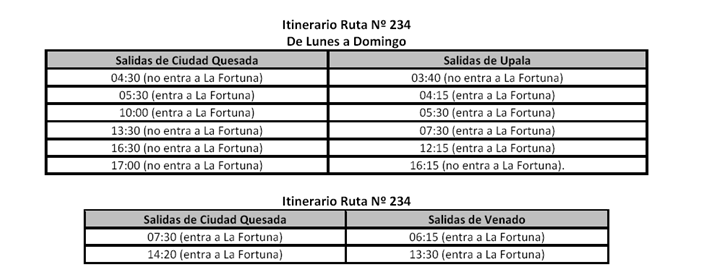 Itinerario Ruta Nº 234
De Lunes a Domingo
Salidas de Ciudad Quesada Salidas de Upala
04:30 (no entra a La Fortuna) 03:40 (no entra a La Fortuna)
05:30 (entra a La Fortuna) 04:15 (entra a La Fortuna)
10:00 (entra a La Fortuna) 05:30 (entra a La Fortuna)
13:30 (no entra a La Fortuna) 07:30 (entra a La Fortuna)
16:30 (no entra a La Fortuna) 12:15 (entra a La Fortuna)
17:00 (no entra a La Fortuna) 16:15 (no entra a La Fortuna).
Itinerario Ruta Nº 234
Salidas de Ciudad Quesada Salidas de Venado
07:30 (entra a La Fortuna) 06:15 (entra a La Fortuna)
14:20 (entra a La Fortuna) 13:30 (entra a La Fortuna)